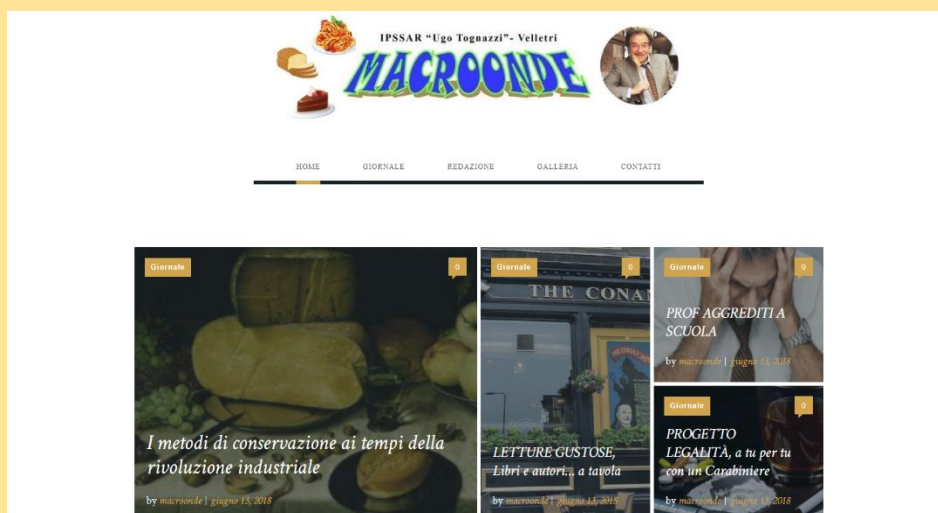 IPSSAR “Ugo Tognazzi”- Velletri
MACROONDE
HOME GIORNALE REDAZIONE GALLERIA CONTATTI
Giornale 0
I metodi di conservazione ai tempi della
rivoluzione industriale
by macroonde | giugno 13, 2018
Giornale 0
THE CONAN
LETTURE GUSTOSE,
Libri e autori... a tavola
by macroonde | giugno 13, 2018
Giornale 0
PROF AGGREDITI A
SCUOLA
by macroonde | giugno 13, 2018
Giornale 0
PROGETTO
LEGALITÀ, a tu per tu
con un Carabiniere
by macroonde | giugno 13, 2018